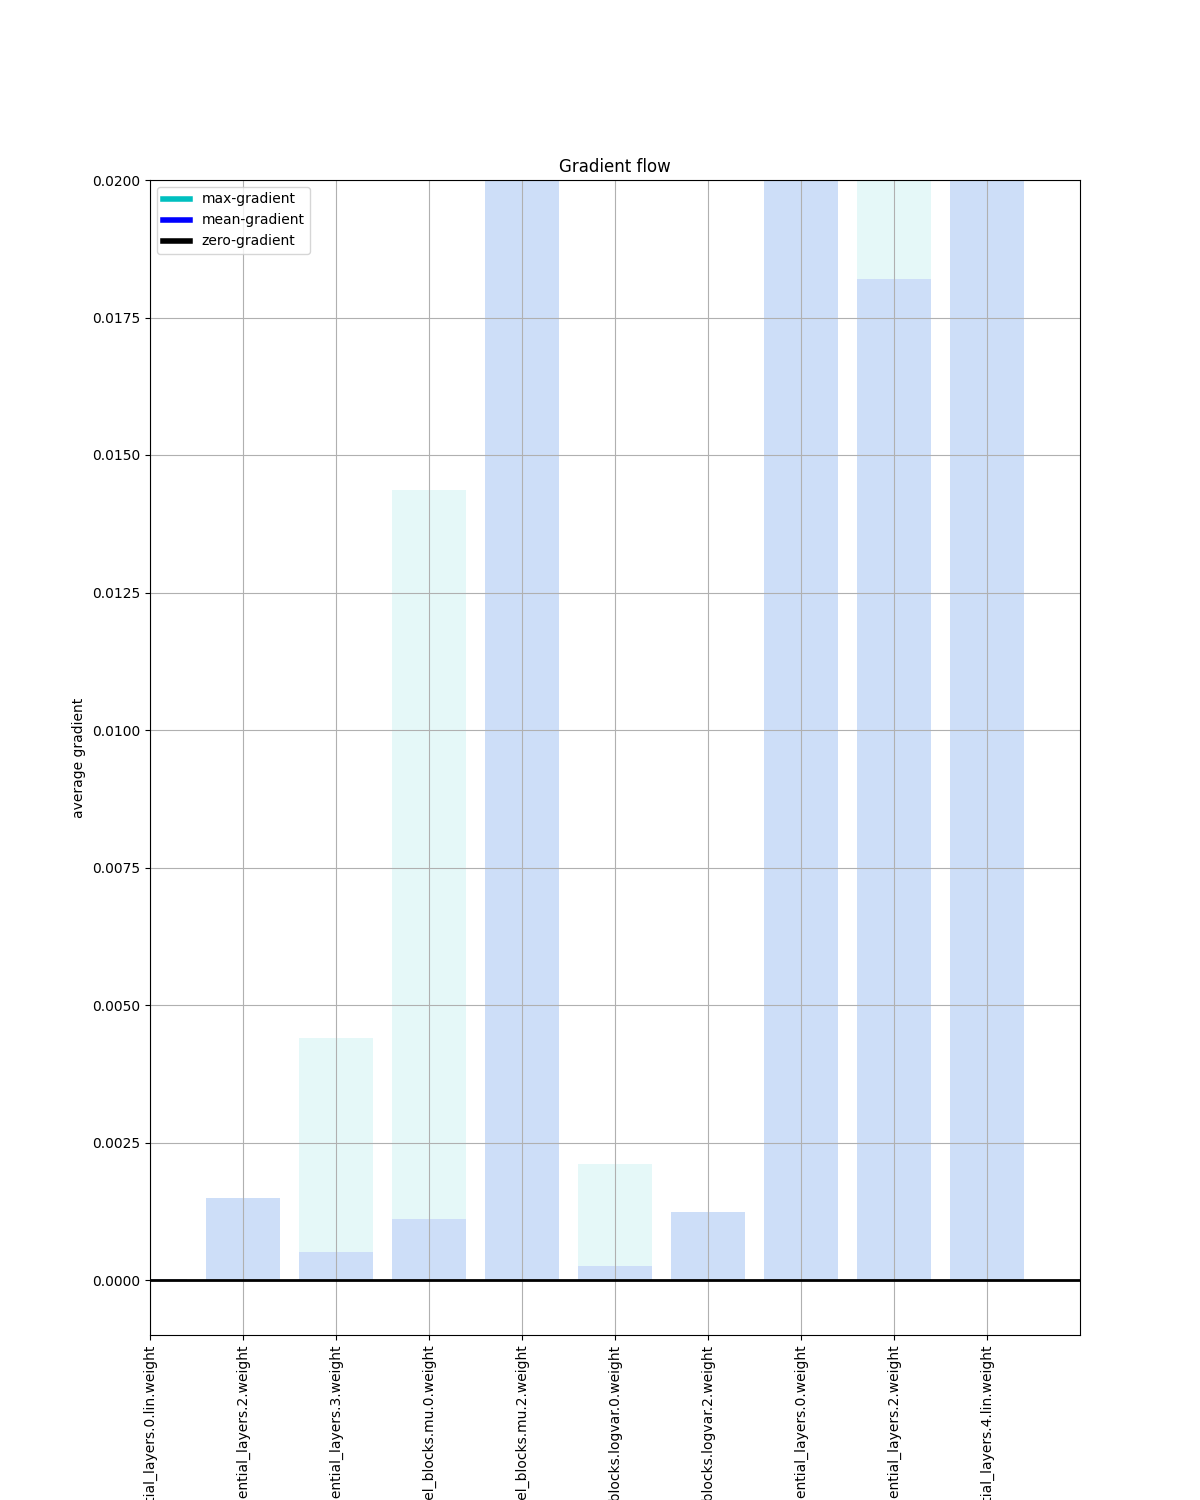 Gradient flow
max-gradient
mean-gradient
zero-gradient
0.0200
0.0175
0.0150
0.0125
0.0100
0.0075
0.0050
0.0025
0.0000
average gradient
tial_layers.0.lin.weight
ential_layers.2.weight
ential_layers.3.weight
el_blocks.mu.0.weight
el_blocks.mu.2.weight
blocks.logvar.0.weight
blocks.logvar.2.weight
ential_layers.0.weight
ential_layers.2.weight
tial_layers.4.lin.weight